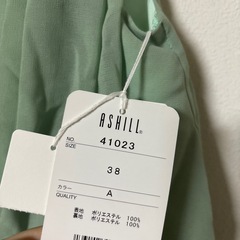 ASHILL®
NO. 41023
SIZE
38
カラー A
QUALITY
表地 ポリエステル 100%
裏地 ポリエステル 100%